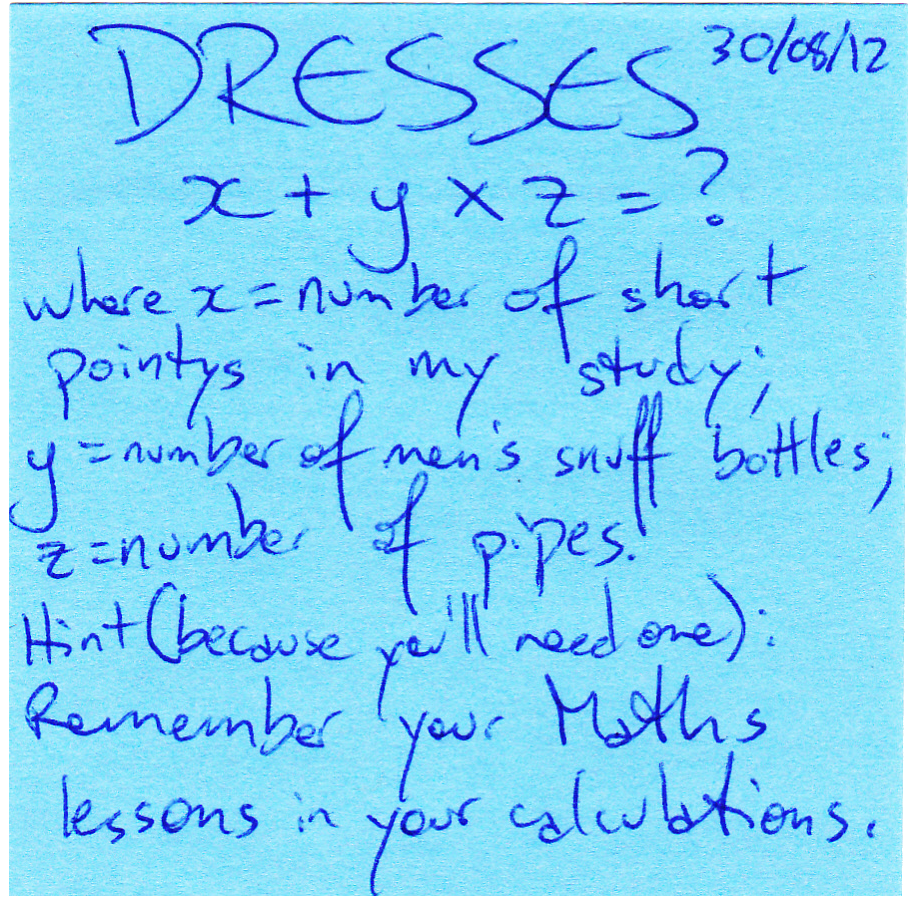 DRESSES 30/08/12
x + y × z = ?
where x = number of short
pointys in my study;
y = number of men's snuff bottles;
z = number of pipes.
Hint (because you'll need one):
Remember your Maths
lessons in your calculations.